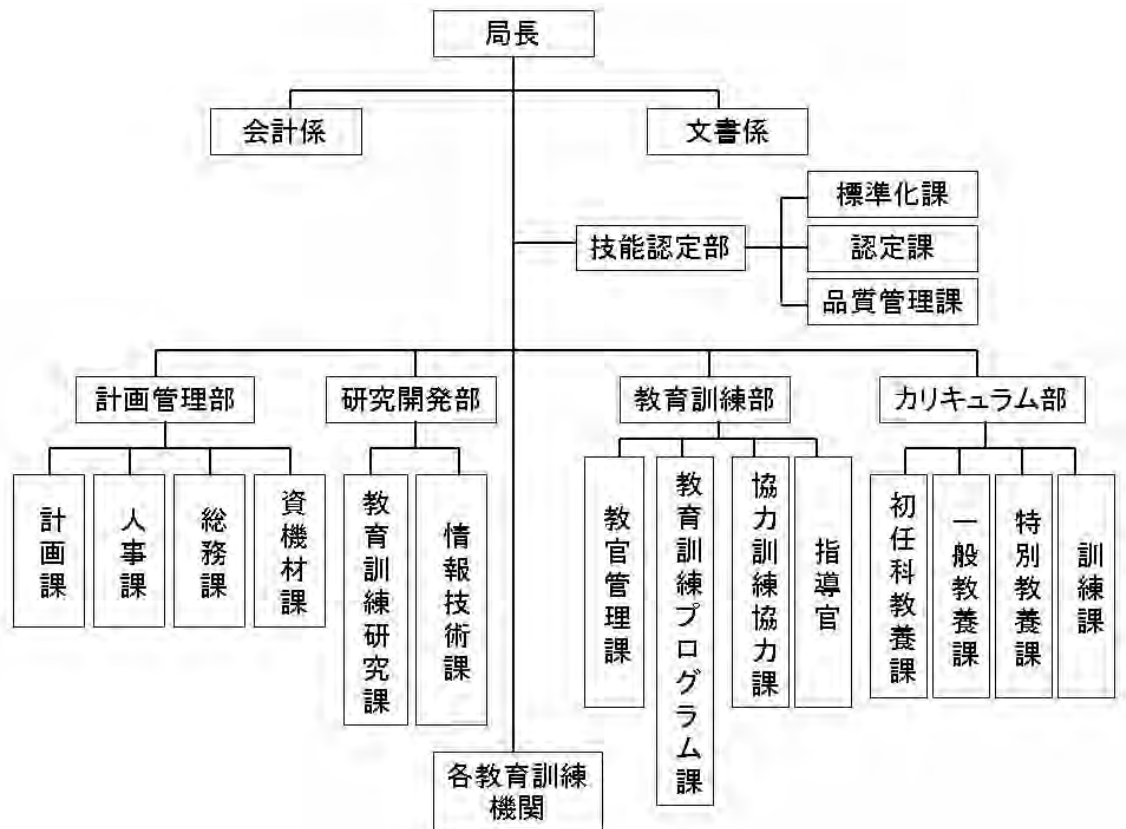 局長
会計係
文書係
標準化課
技能認定部
認定課
品質管理課
計画管理部
研究開発部
教育訓練部
カリキュラム部
計画課
人事課
総務課
資機材課
教育訓練研究課
情報技術課
教官管理課
教育訓練プログラム課
協力訓練協力課
指導官
初任科教養課
一般教養課
特別教養課
訓練課
各教育訓練
機関